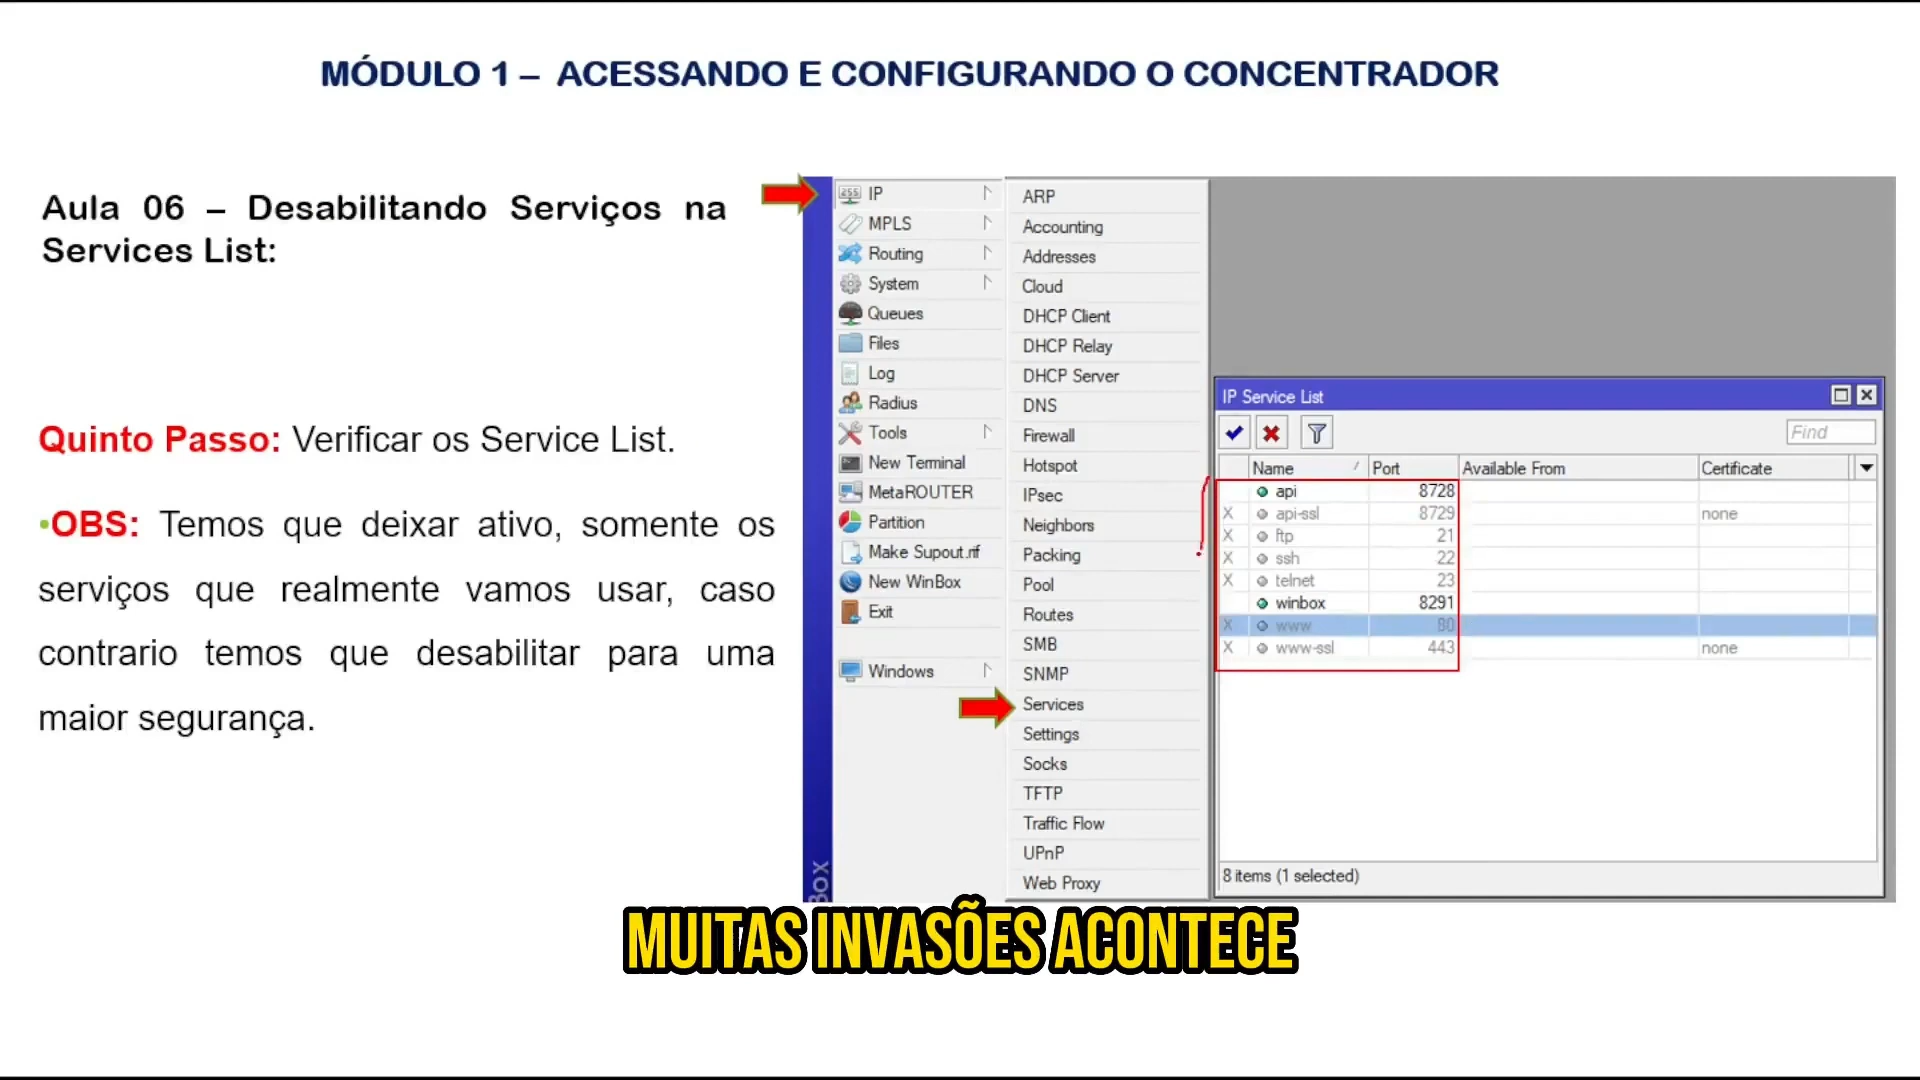 MÓDULO 1 – ACESSANDO E CONFIGURANDO O CONCENTRADOR
Aula 06 – Desabilitando Serviços na
Services List:
Quinto Passo: Verificar os Service List.
•OBS: Temos que deixar ativo, somente os
serviços que realmente vamos usar, caso
contrario temos que desabilitar para uma
maior segurança.
BOX
255 IP
MPLS
Routing
System
Queues
Files
Log
Radius
Tools
New Terminal
MetaROUTER
Partition
Make Supout.rif
New WinBox
Exit
Windows
ARP
Accounting
Addresses
Cloud
DHCP Client
DHCP Relay
DHCP Server
DNS
Firewall
Hotspot
IPsec
Neighbors
Packing
Pool
Routes
SMB
SNMP
Services
Settings
Socks
TFTP
Traffic Flow
UPnP
Web Proxy
IP Service List
Find
Name Port Available From Certificate
api 8728
X api-ssl 8729 none
X ftp 21
X ssh 22
X telnet 23
winbox 8291
X www 80
X www-ssl 443 none
8 items (1 selected)
MUITAS INVASÕES ACONTECE